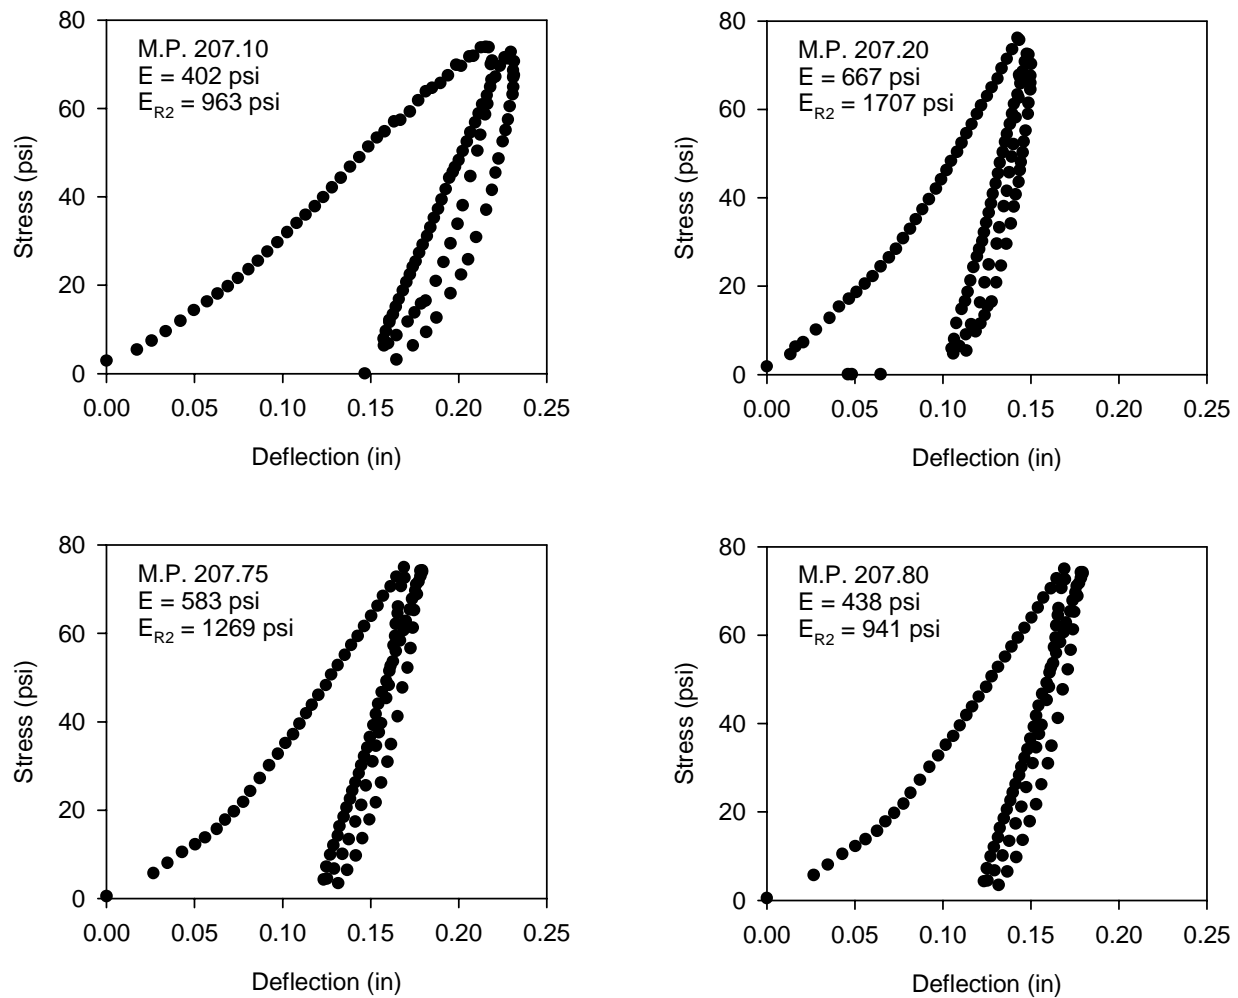 M.P. 207.10
E = 402 psi
E_R2 = 963 psi
Stress (psi)
80
60
40
20
0
0.00 0.05 0.10 0.15 0.20 0.25
Deflection (in)
M.P. 207.20
E = 667 psi
E_R2 = 1707 psi
Stress (psi)
80
60
40
20
0
0.00 0.05 0.10 0.15 0.20 0.25
Deflection (in)
M.P. 207.75
E = 583 psi
E_R2 = 1269 psi
Stress (psi)
80
60
40
20
0
0.00 0.05 0.10 0.15 0.20 0.25
Deflection (in)
M.P. 207.80
E = 438 psi
E_R2 = 941 psi
Stress (psi)
80
60
40
20
0
0.00 0.05 0.10 0.15 0.20 0.25
Deflection (in)